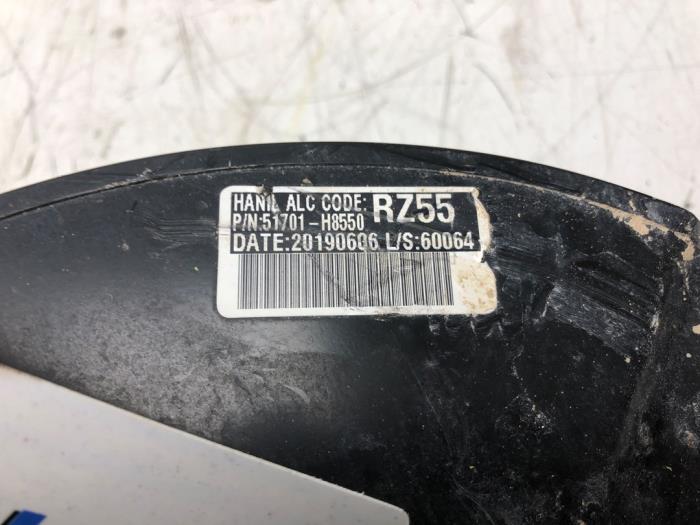 HANIL ALC CODE: RZ55
P/N:51701-H8550
DATE:20190606 L/S:60064